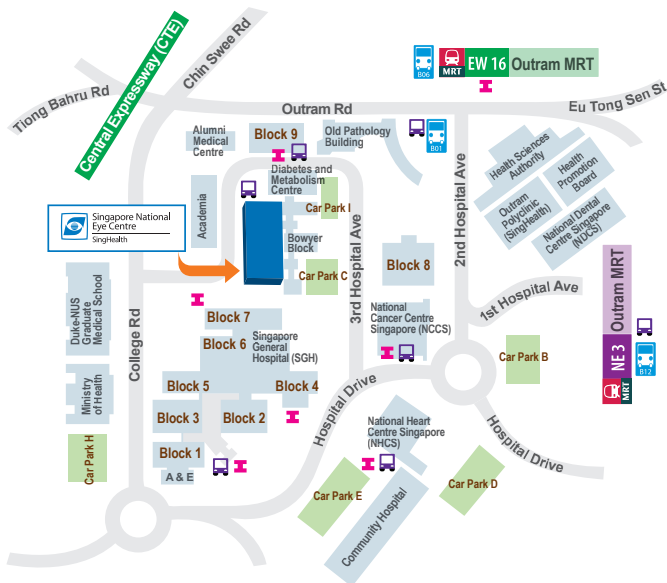 Central Expressway (CTE)
Chin Swee Rd
Tiong Bahru Rd
B06
MRT
EW 16
Outram MRT
Outram Rd
Eu Tong Sen St
Alumni
Medical
Centre
Block 9
Old Pathology
Building
B01
Health Sciences
Authority
Health
Promotion
Board
Outram
Polyclinic
(SingHealth)
National Dental
Centre Singapore
(NDCS)
Diabetes and
Metabolism
Centre
Academia
Car Park I
Bowyer
Block
Car Park C
Singapore National
Eye Centre
SingHealth
3rd Hospital Ave
2nd Hospital Ave
Block 8
1st Hospital Ave
Outram MRT
NE 3
MRT
B12
Duke-NUS
Graduate
Medical School
College Rd
Block 7
Block 6
Singapore
General
Hospital (SGH)
National
Cancer Centre
Singapore (NCCS)
Car Park B
Ministry
of Health
Block 5
Block 4
Block 3
Block 2
Hospital Drive
Block 1
A & E
Car Park H
National Heart
Centre Singapore
(NHCS)
Hospital Drive
Car Park E
Community Hospital
Car Park D